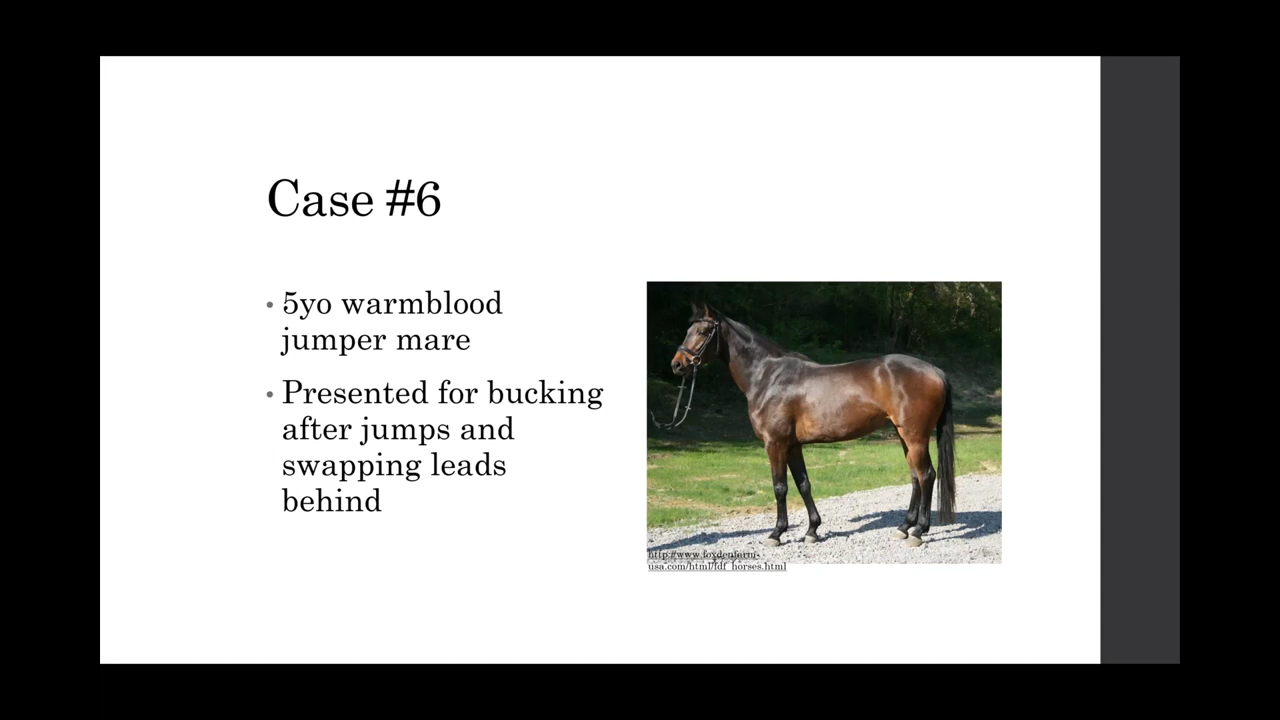 Case #6
• 5yo warmblood
jumper mare
• Presented for bucking
after jumps and
swapping leads
behind
http://www.foxdenfarm-
usa.com/html/fdf_horses.html